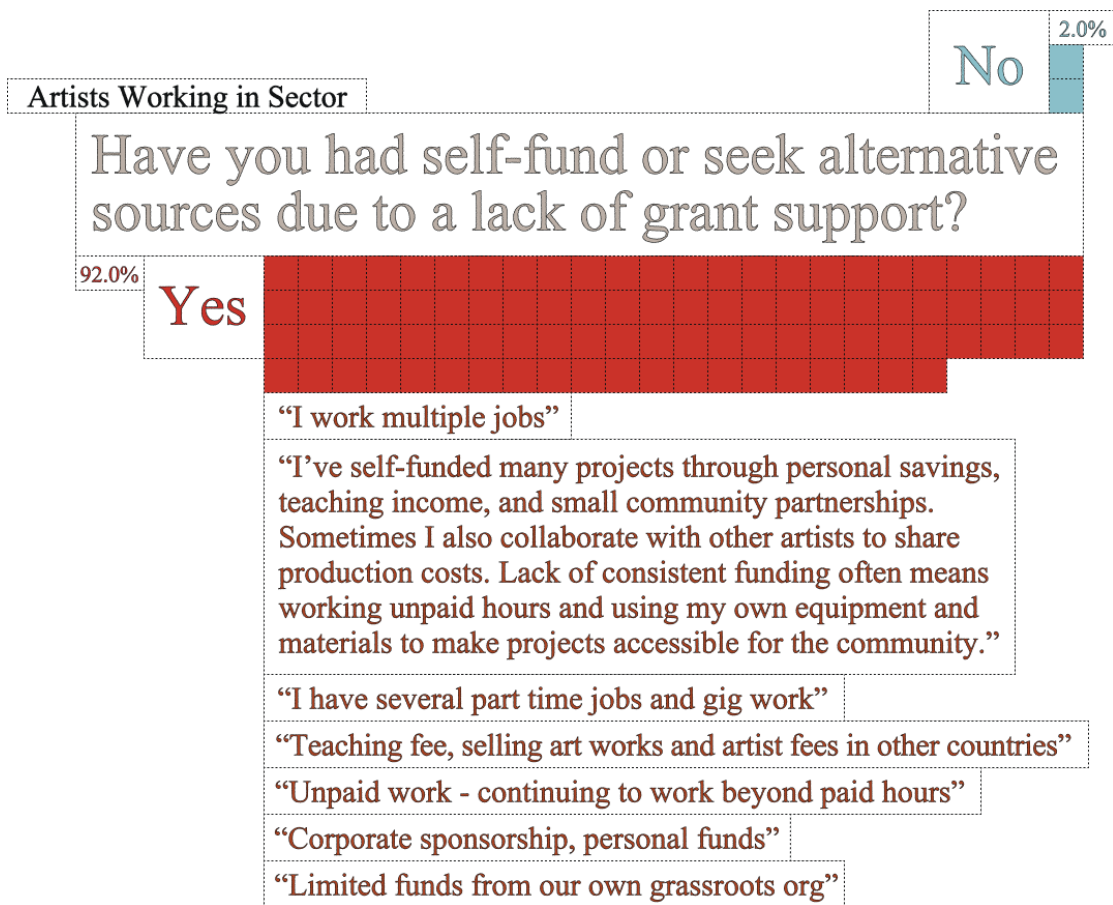 2.0%
No
Artists Working in Sector
Have you had self-fund or seek alternative
sources due to a lack of grant support?
92.0%
Yes
“I work multiple jobs”
“I’ve self-funded many projects through personal savings,
teaching income, and small community partnerships.
Sometimes I also collaborate with other artists to share
production costs. Lack of consistent funding often means
working unpaid hours and using my own equipment and
materials to make projects accessible for the community.”
“I have several part time jobs and gig work”
“Teaching fee, selling art works and artist fees in other countries”
“Unpaid work - continuing to work beyond paid hours”
“Corporate sponsorship, personal funds”
“Limited funds from our own grassroots org”